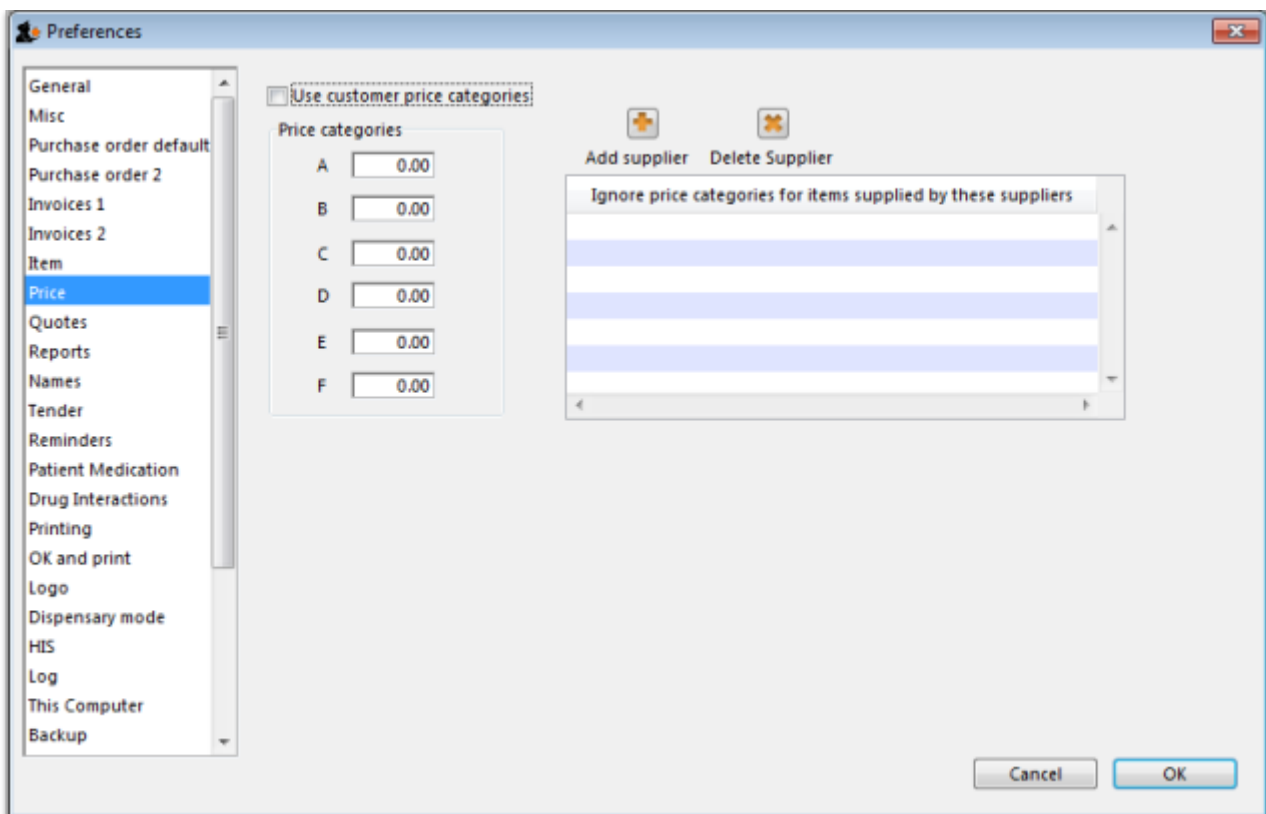 Preferences
General
Misc
Purchase order default
Purchase order 2
Invoices 1
Invoices 2
Item
Price
Quotes
Reports
Names
Tender
Reminders
Patient Medication
Drug Interactions
Printing
OK and print
Logo
Dispensary mode
HIS
Log
This Computer
Backup
Use customer price categories
Price categories
A 0.00
B 0.00
C 0.00
D 0.00
E 0.00
F 0.00
Add supplier Delete Supplier
Ignore price categories for items supplied by these suppliers
Cancel OK